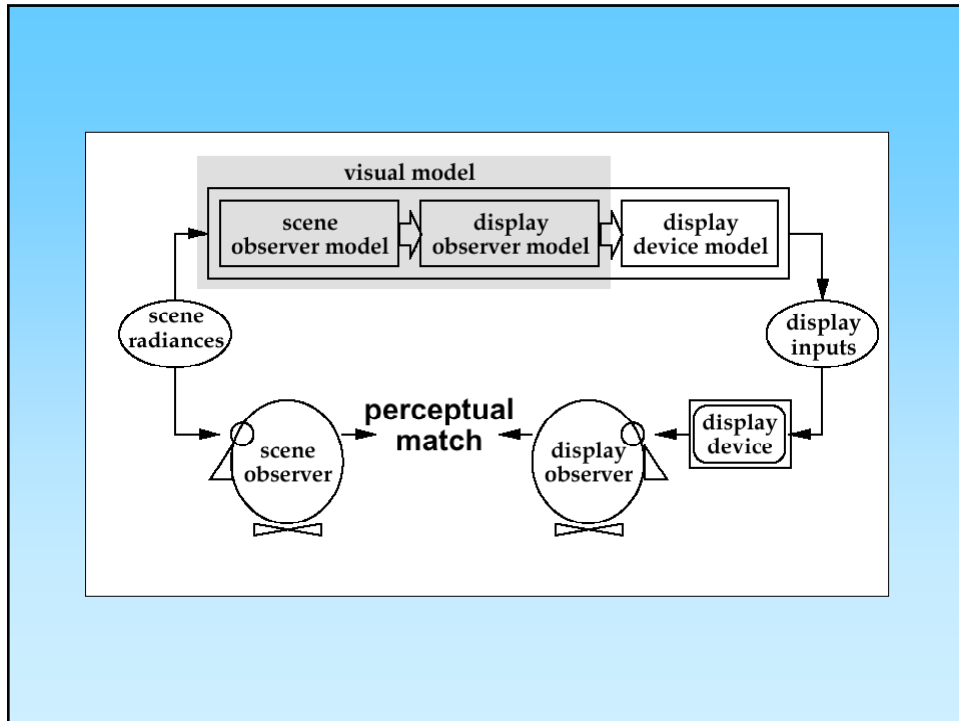 visual model
scene
observer model
display
observer model
display
device model
scene
radiances
display
inputs
perceptual
match
scene
observer
display
observer
display
device